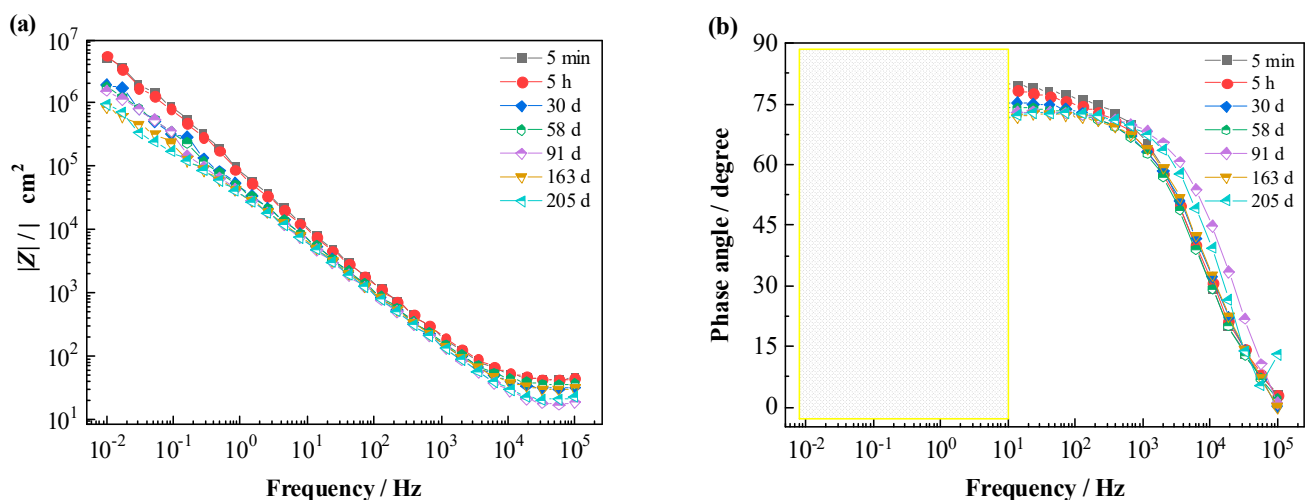 (a)
10^7
10^6
10^5
10^4
10^3
10^2
10^1
|Z| / | cm^2
10^-2 10^-1 10^0 10^1 10^2 10^3 10^4 10^5
Frequency / Hz
5 min
5 h
30 d
58 d
91 d
163 d
205 d
(b)
90
75
60
45
30
15
0
Phase angle / degree
10^-2 10^-1 10^0 10^1 10^2 10^3 10^4 10^5
Frequency / Hz
5 min
5 h
30 d
58 d
91 d
163 d
205 d